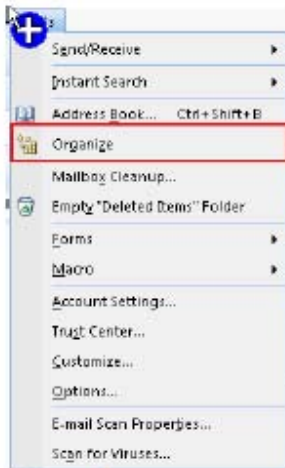 Send/Receive
Instant Search
Address Book... Ctrl+Shift+B
Organize
Mailbox Cleanup...
Empty "Deleted Items" Folder
Forms
Macro
Account Settings...
Trust Center...
Customize...
Options...
E-mail Scan Properties...
Scan for Viruses...